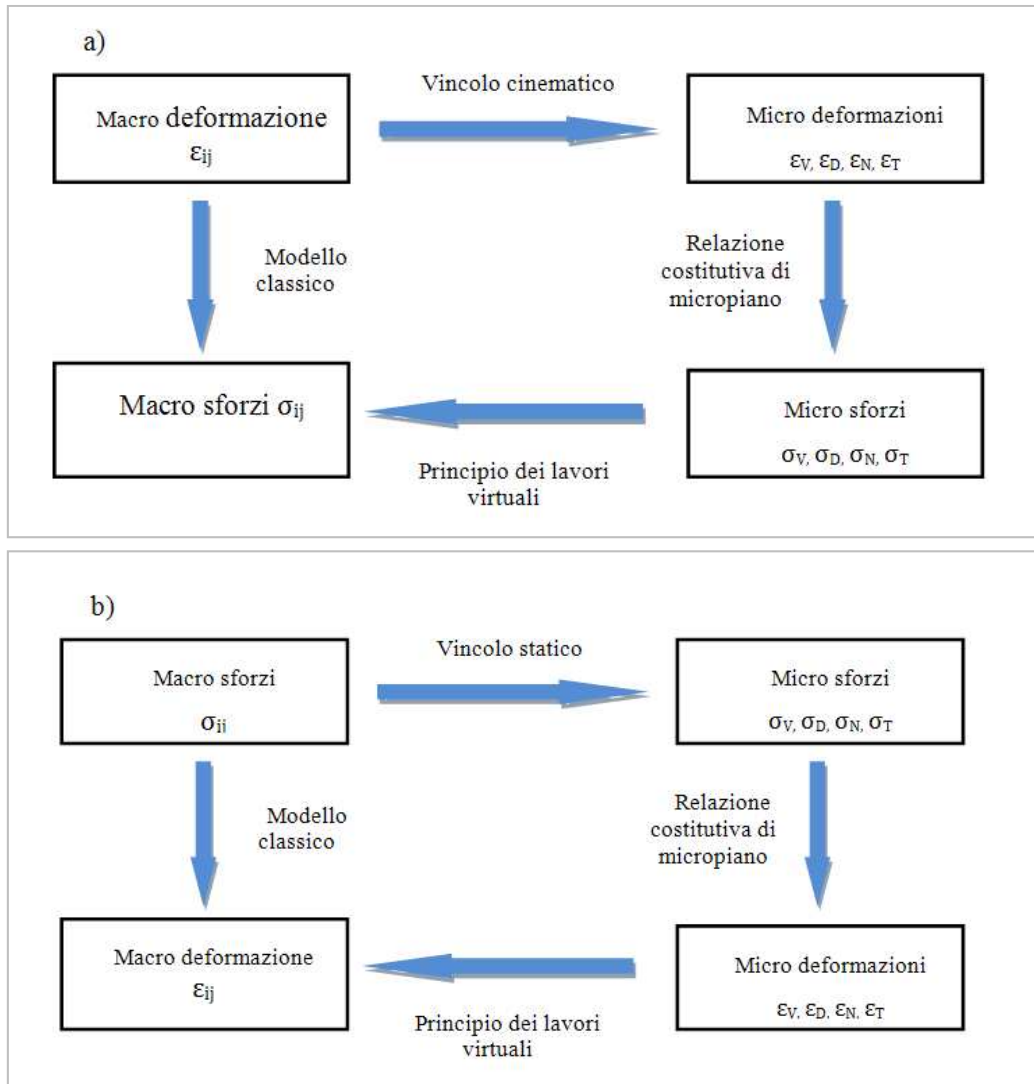 a)
Vincolo cinematico
Macro deformazione
εij
Micro deformazioni
εV, εD, εN, εT
Modello
classico
Relazione
costitutiva di
micropiano
Macro sforzi σij
Micro sforzi
σV, σD, σN, σT
Principio dei lavori
virtuali
b)
Vincolo statico
Macro sforzi
σij
Micro sforzi
σV, σD, σN, σT
Modello
classico
Relazione
costitutiva di
micropiano
Macro deformazione
εij
Micro deformazioni
εV, εD, εN, εT
Principio dei lavori
virtuali